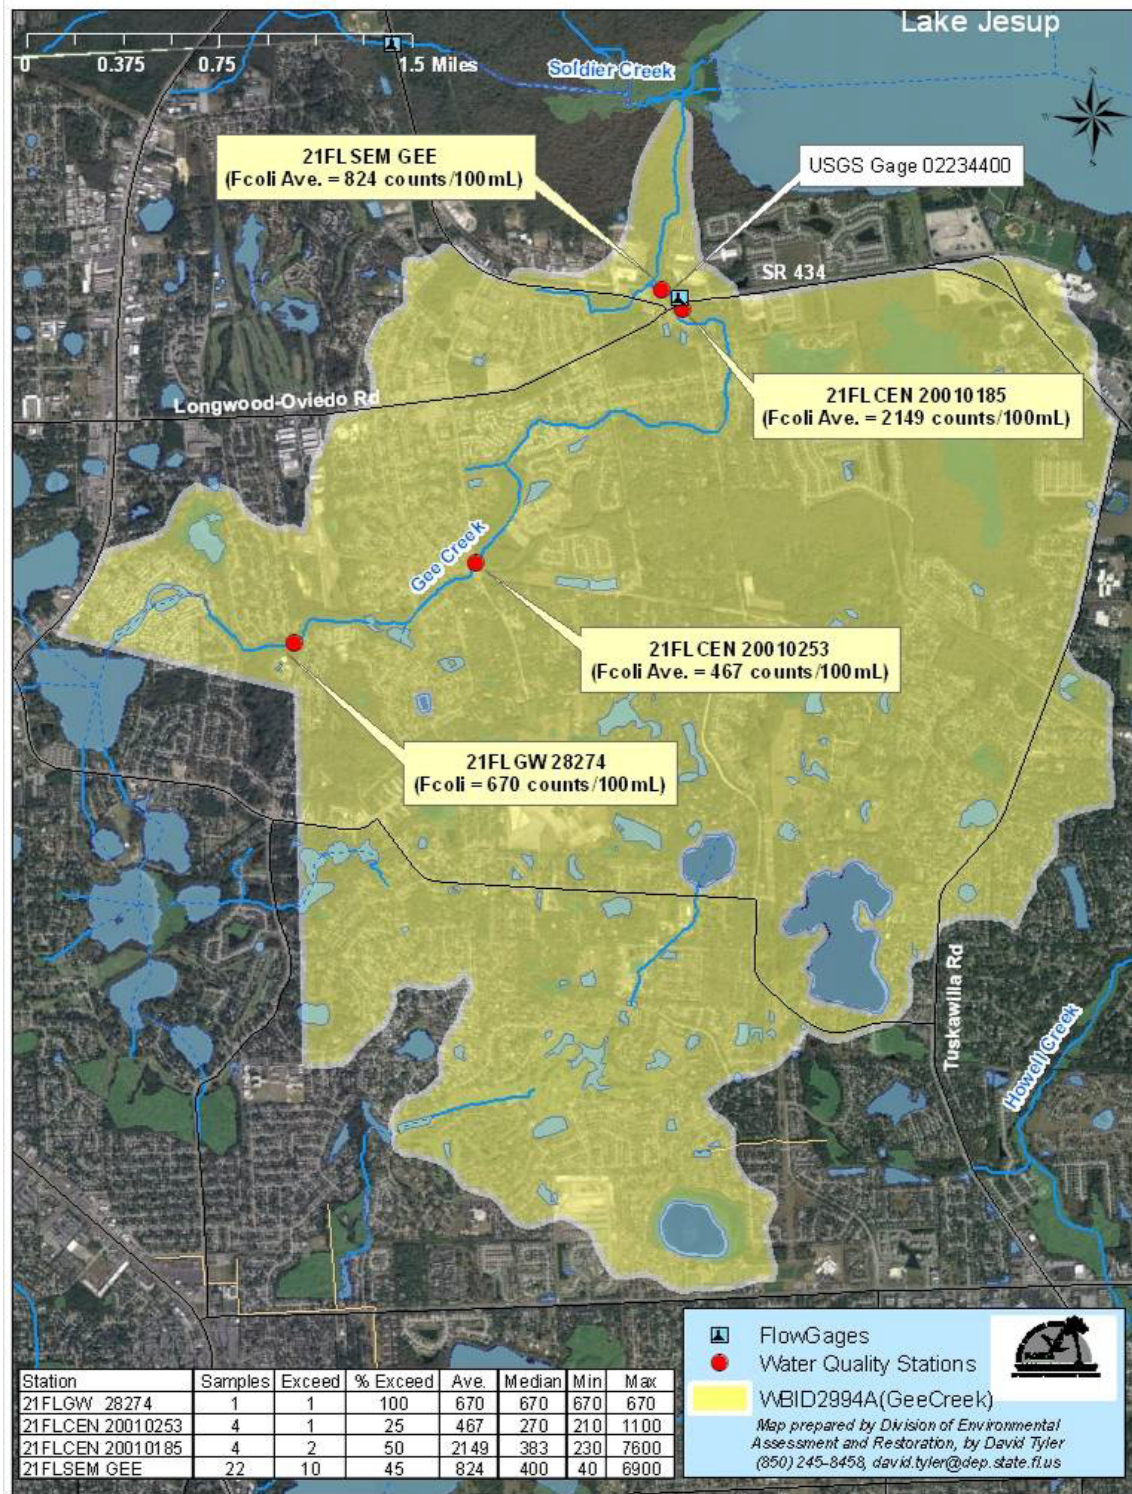 Lake Jesup
0 0.375 0.75 1.5 Miles
Soldier Creek
21FLSEM GEE
(Fcoli Ave. = 824 counts/100mL)
USGS Gage 02234400
SR 434
21FLCEN 20010185
(Fcoli Ave. = 2149 counts/100mL)
Longwood-Oviedo Rd
Gee Creek
21FLCEN 20010253
(Fcoli Ave. = 467 counts/100mL)
21FLGW 28274
(Fcoli = 670 counts/100mL)
Tuskawilla Rd
Howell Creek
FlowGages
Water Quality Stations
WBID2994A(GeeCreek)
Map prepared by Division of Environmental
Assessment and Restoration, by David Tyler
(850) 245-8458, david.tyler@dep.state.fl.us
Station Samples Exceed % Exceed Ave. Median Min Max
21FLGW 28274 1 1 100 670 670 670 670
21FLCEN 20010253 4 1 25 467 270 210 1100
21FLCEN 20010185 4 2 50 2149 383 230 7600
21FLSEM GEE 22 10 45 824 400 40 6900